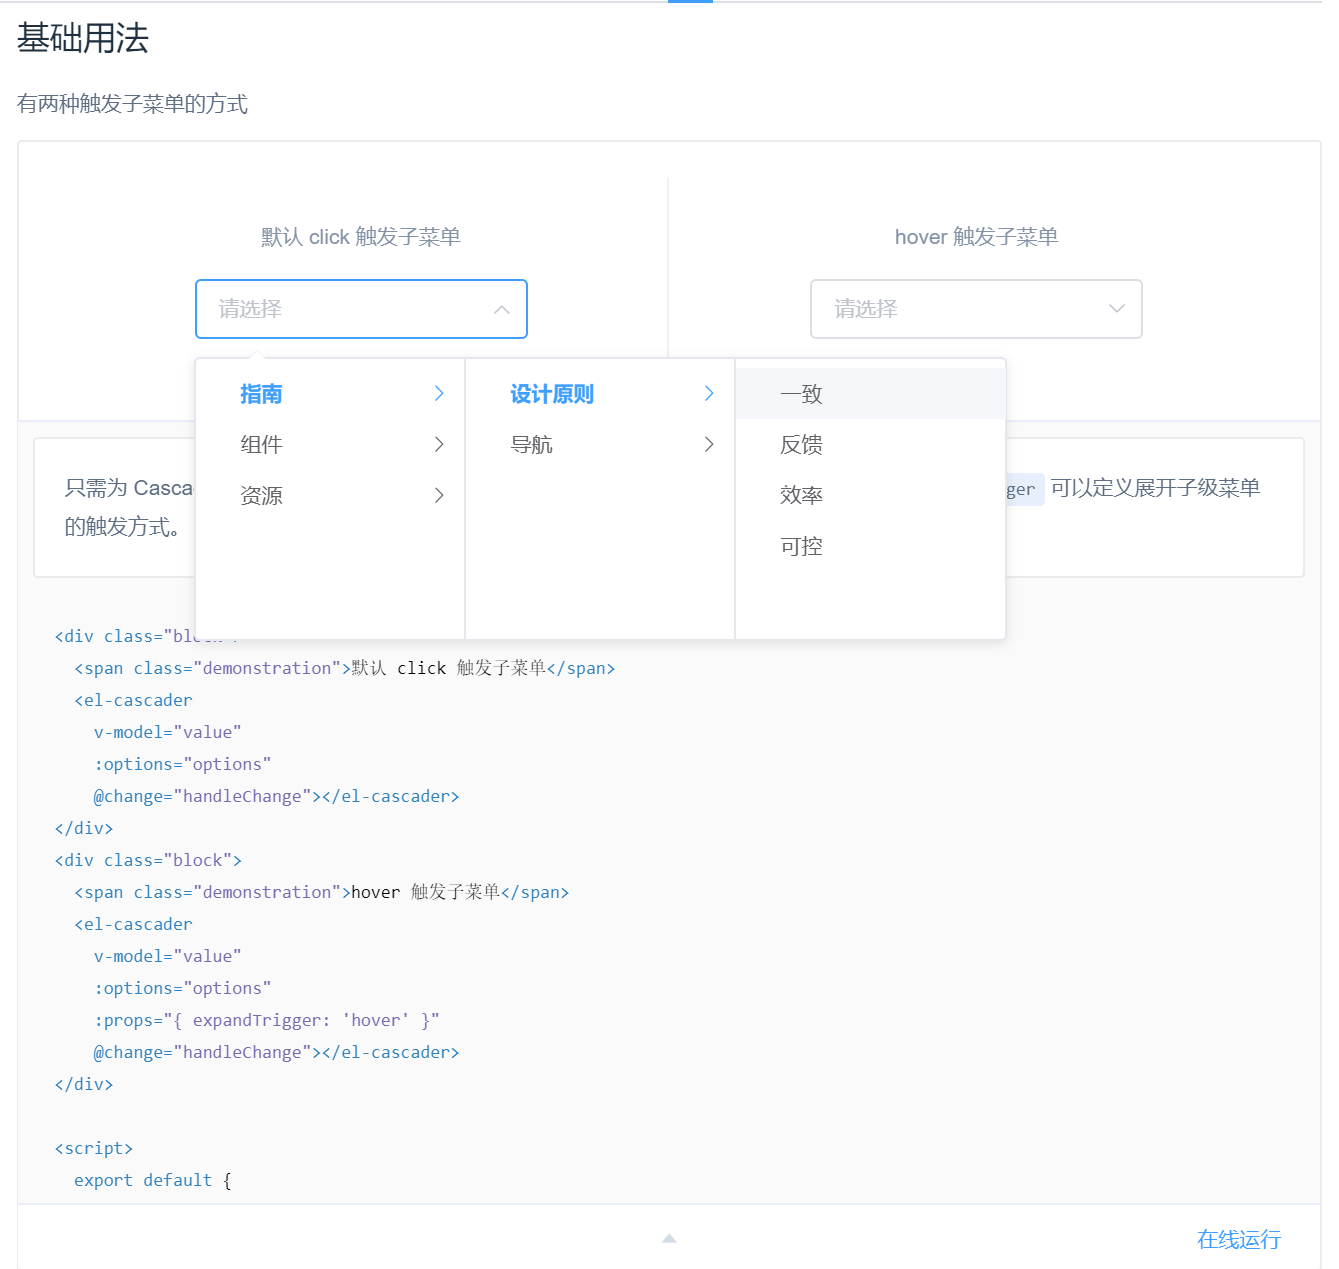 基础用法
有两种触发子菜单的方式
默认 click 触发子菜单
hover 触发子菜单
请选择
请选择
指南
设计原则
一致
组件
导航
反馈
资源
效率
可控
只需为 Casca
ger 可以定义展开子级菜单
的触发方式。
<div class="block">
<span class="demonstration">默认 click 触发子菜单</span>
<el-cascader
v-model="value"
:options="options"
@change="handleChange"></el-cascader>
</div>
<div class="block">
<span class="demonstration">hover 触发子菜单</span>
<el-cascader
v-model="value"
:options="options"
:props="{ expandTrigger: 'hover' }"
@change="handleChange"></el-cascader>
</div>
<script>
export default {
在线运行